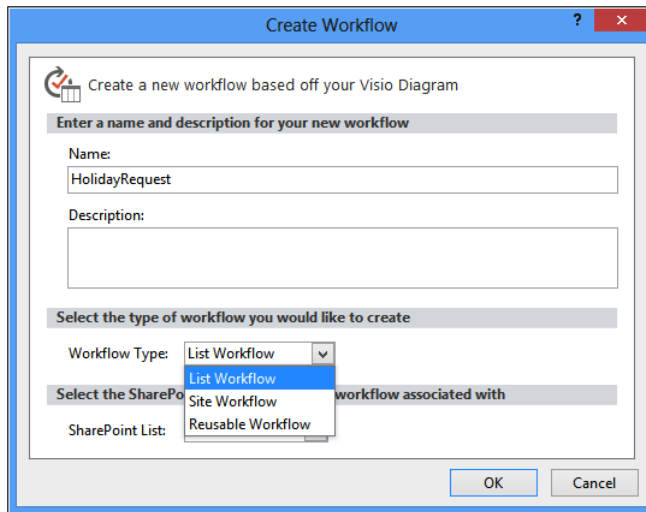 Create Workflow
?
Create a new workflow based off your Visio Diagram
Enter a name and description for your new workflow
Name:
HolidayRequest
Description:
Select the type of workflow you would like to create
Workflow Type: List Workflow
List Workflow
Select the SharePo workflow associated with
Site Workflow
Reusable Workflow
SharePoint List:
OK Cancel